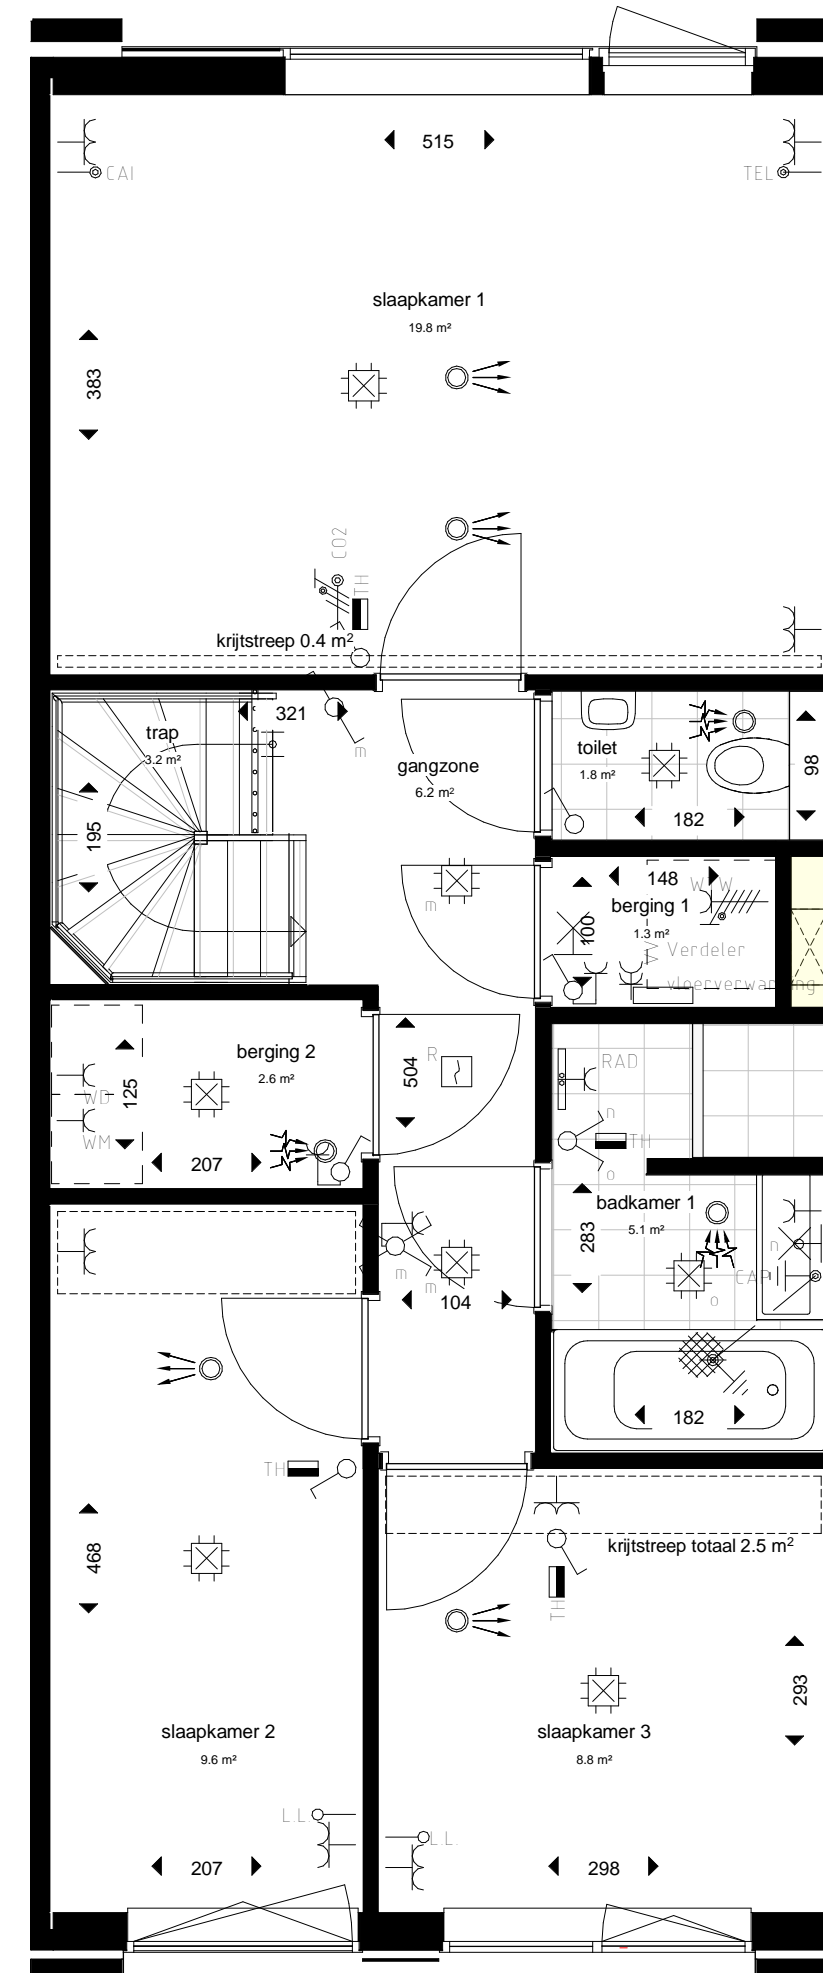 515
CAI
TEL
slaapkamer 1
19.8 m²
383
CO2
TH
krijtstreep 0.4 m²
321
trap
3.2 m²
m
gangzone
6.2 m²
toilet
1.8 m²
98
182
195
148
WTW
m
berging 1
1.3 m²
100
V Verdeler
vloerverwarming
berging 2
2.6 m²
125
WD
WM
207
504
R
RAD
n
TH
o
badkamer 1
5.1 m²
283
n
CAP
o
m
m
104
182
TH
468
krijtstreep totaal 2.5 m²
TH
293
slaapkamer 2
9.6 m²
slaapkamer 3
8.8 m²
L.L.
L.L.
207
298